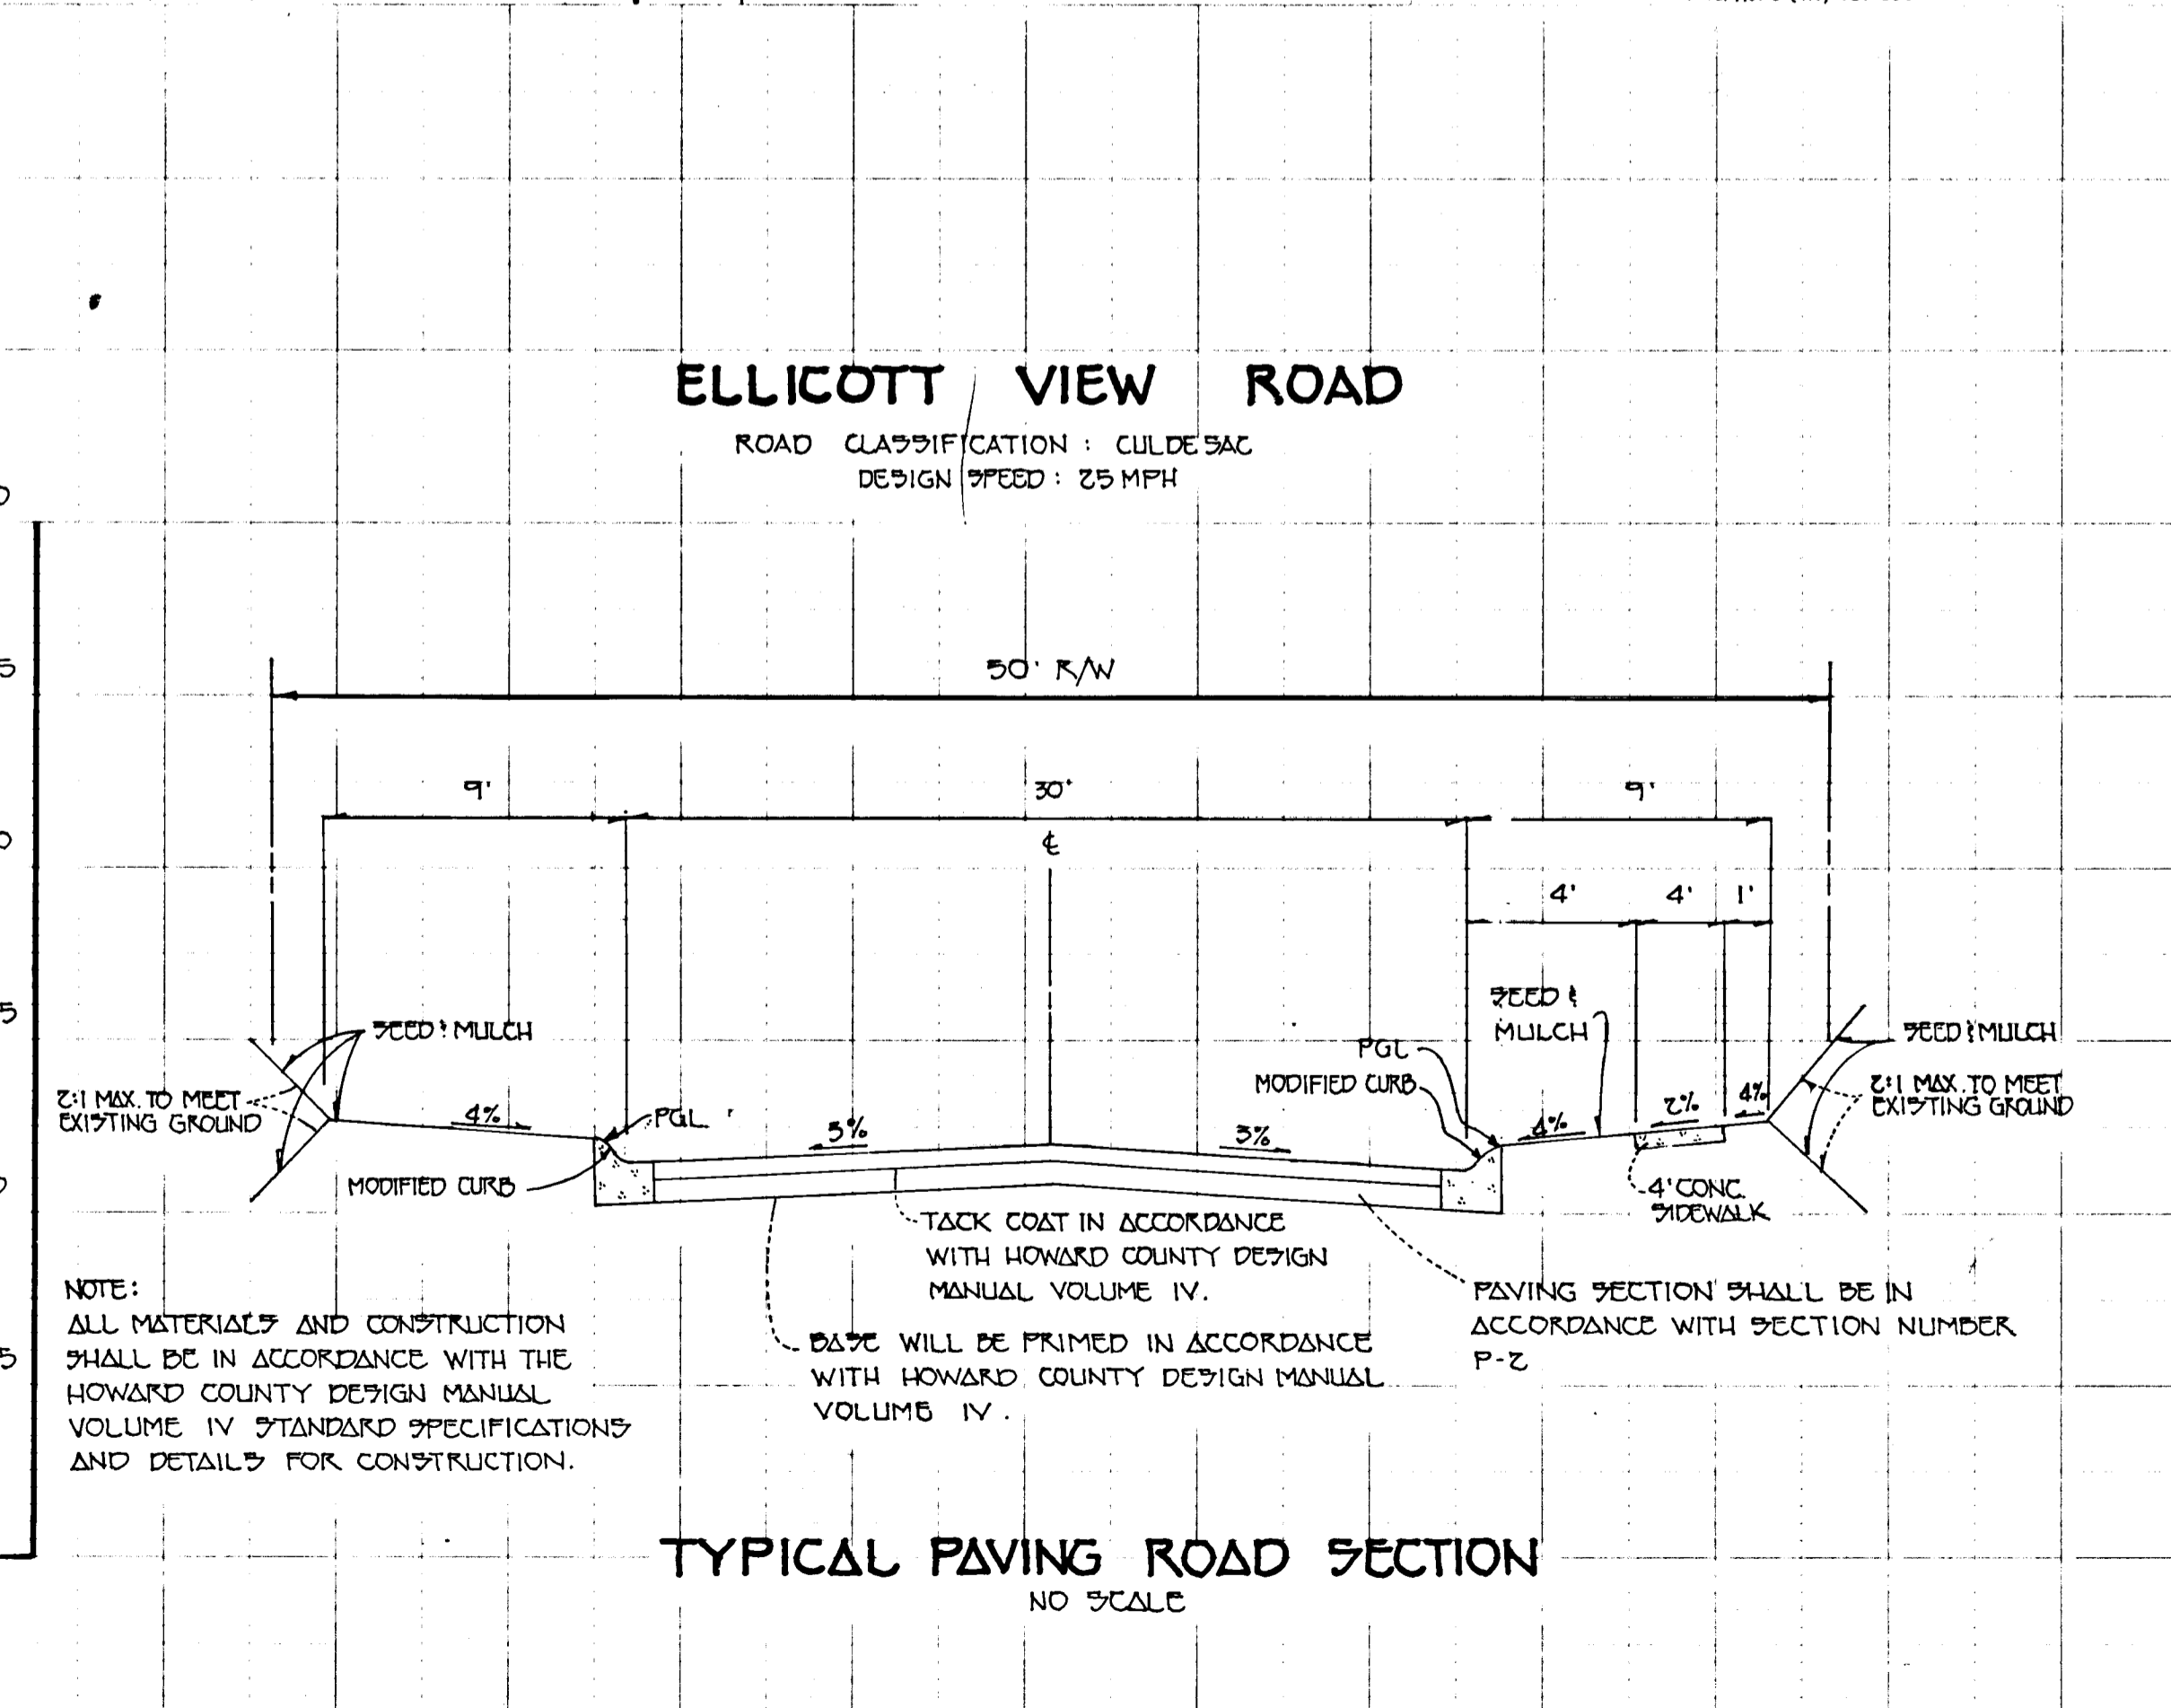 ELLICOTT VIEW ROAD
ROAD CLASSIFICATION : CULDESAC
DESIGN SPEED : 25 MPH
50' R/W
9'
30'
9'
℄
4'
4'
1'
SEED & MULCH
SEED &
MULCH
SEED & MULCH
PGL
MODIFIED CURB
2:1 MAX. TO MEET
EXISTING GROUND
2:1 MAX. TO MEET
EXISTING GROUND
4%
PGL
3%
3%
4%
2%
4%
MODIFIED CURB
4' CONC.
SIDEWALK
TACK COAT IN ACCORDANCE
WITH HOWARD COUNTY DESIGN
MANUAL VOLUME IV.
BASE WILL BE PRIMED IN ACCORDANCE
WITH HOWARD COUNTY DESIGN MANUAL
VOLUME IV.
PAVING SECTION SHALL BE IN
ACCORDANCE WITH SECTION NUMBER
P-2
NOTE:
ALL MATERIALS AND CONSTRUCTION
SHALL BE IN ACCORDANCE WITH THE
HOWARD COUNTY DESIGN MANUAL
VOLUME IV STANDARD SPECIFICATIONS
AND DETAILS FOR CONSTRUCTION.
TYPICAL PAVING ROAD SECTION
NO SCALE